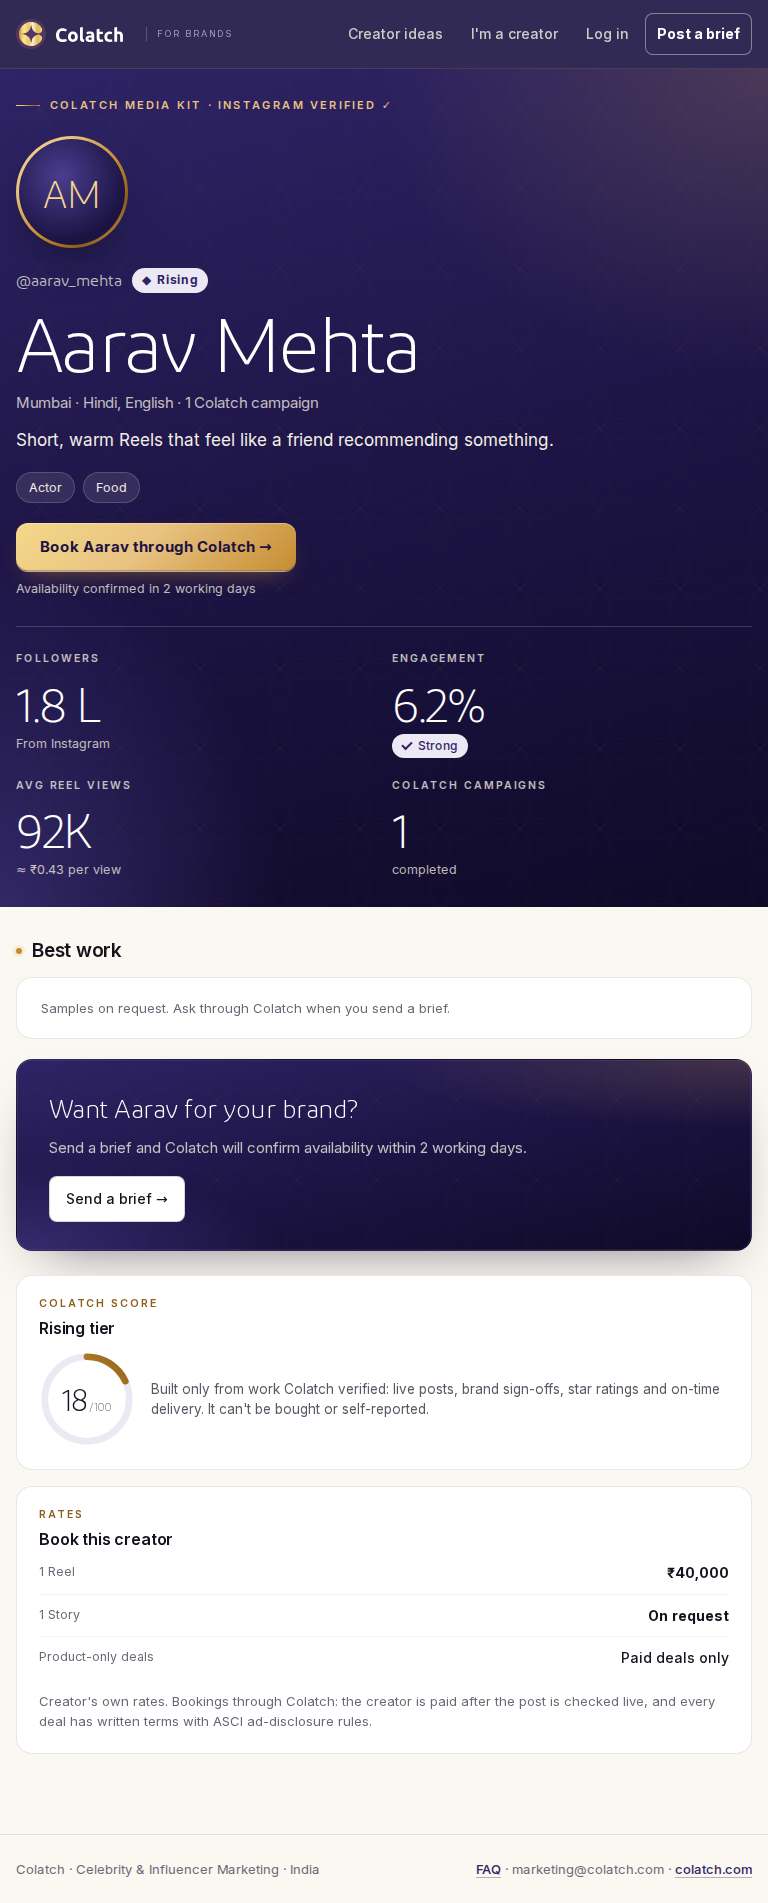 Colatch
FOR BRANDS
Creator ideas
I'm a creator
Log in
Post a brief
COLATCH MEDIA KIT · INSTAGRAM VERIFIED ✓
AM
@aarav_mehta
◆ Rising
Aarav Mehta
Mumbai · Hindi, English · 1 Colatch campaign
Short, warm Reels that feel like a friend recommending something.
Actor
Food
Book Aarav through Colatch →
Availability confirmed in 2 working days
FOLLOWERS
1.8 L
From Instagram
ENGAGEMENT
6.2%
✓ Strong
AVG REEL VIEWS
92K
≈ ₹0.43 per view
COLATCH CAMPAIGNS
1
completed
Best work
Samples on request. Ask through Colatch when you send a brief.
Want Aarav for your brand?
Send a brief and Colatch will confirm availability within 2 working days.
Send a brief →
COLATCH SCORE
Rising tier
18/100
Built only from work Colatch verified: live posts, brand sign-offs, star ratings and on-time
delivery. It can't be bought or self-reported.
RATES
Book this creator
1 Reel
₹40,000
1 Story
On request
Product-only deals
Paid deals only
Creator's own rates. Bookings through Colatch: the creator is paid after the post is checked live, and every
deal has written terms with ASCI ad-disclosure rules.
Colatch · Celebrity & Influencer Marketing · India
FAQ · marketing@colatch.com · colatch.com